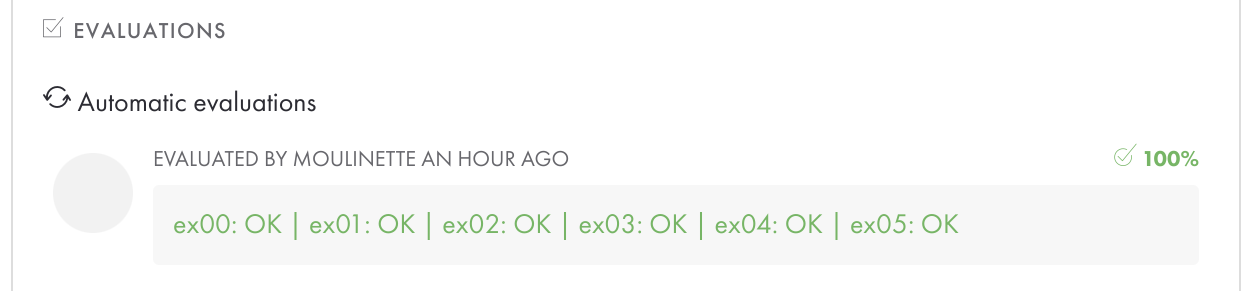 EVALUATIONS
Automatic evaluations
EVALUATED BY MOULINETTE AN HOUR AGO 100%
ex00: OK | ex01: OK | ex02: OK | ex03: OK | ex04: OK | ex05: OK